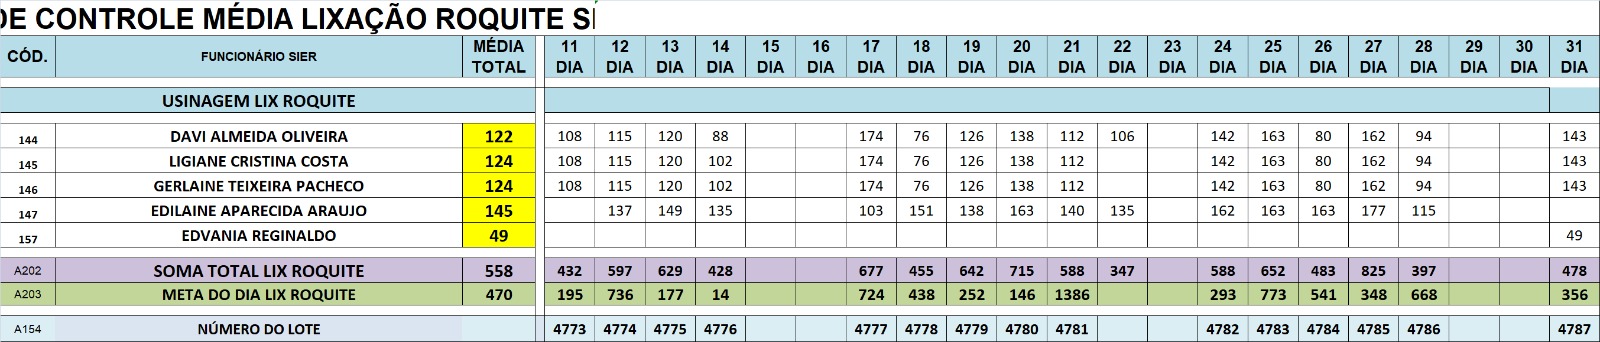 DE CONTROLE MÉDIA LIXAÇÃO ROQUITE S
CÓD. FUNCIONÁRIO SIER MÉDIA TOTAL 11 DIA 12 DIA 13 DIA 14 DIA 15 DIA 16 DIA 17 DIA 18 DIA 19 DIA 20 DIA 21 DIA 22 DIA 23 DIA 24 DIA 25 DIA 26 DIA 27 DIA 28 DIA 29 DIA 30 DIA 31 DIA
USINAGEM LIX ROQUITE
144 DAVI ALMEIDA OLIVEIRA 122 108 115 120 88 174 76 126 138 112 106 142 163 80 162 94 143
145 LIGIANE CRISTINA COSTA 124 108 115 120 102 174 76 126 138 112 142 163 80 162 94 143
146 GERLAINE TEIXEIRA PACHECO 124 108 115 120 102 174 76 126 138 112 142 163 80 162 94 143
147 EDILAINE APARECIDA ARAUJO 145 137 149 135 103 151 138 163 140 135 162 163 163 177 115
157 EDVANIA REGINALDO 49 49
A202 SOMA TOTAL LIX ROQUITE 558 432 597 629 428 677 455 642 715 588 347 588 652 483 825 397 478
A203 META DO DIA LIX ROQUITE 470 195 736 177 14 724 438 252 146 1386 293 773 541 348 668 356
A154 NÚMERO DO LOTE 4773 4774 4775 4776 4777 4778 4779 4780 4781 4782 4783 4784 4785 4786 4787